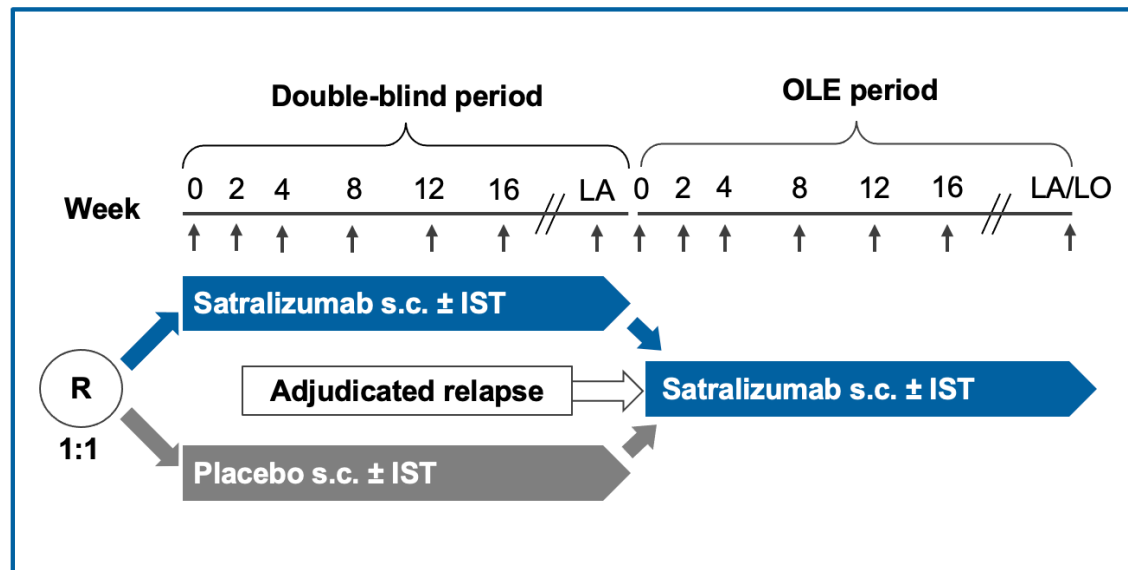 Double-blind period
OLE period
Week
0 2 4 8 12 16 LA 0 2 4 8 12 16 LA/LO
Satralizumab s.c. ± IST
R
1:1
Adjudicated relapse
Satralizumab s.c. ± IST
Placebo s.c. ± IST